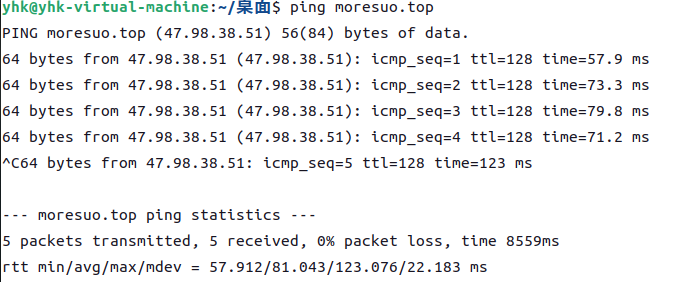 yhk@yhk-virtual-machine:~/桌面$ ping moresuo.top
PING moresuo.top (47.98.38.51) 56(84) bytes of data.
64 bytes from 47.98.38.51 (47.98.38.51): icmp_seq=1 ttl=128 time=57.9 ms
64 bytes from 47.98.38.51 (47.98.38.51): icmp_seq=2 ttl=128 time=73.3 ms
64 bytes from 47.98.38.51 (47.98.38.51): icmp_seq=3 ttl=128 time=79.8 ms
64 bytes from 47.98.38.51 (47.98.38.51): icmp_seq=4 ttl=128 time=71.2 ms
^C64 bytes from 47.98.38.51: icmp_seq=5 ttl=128 time=123 ms
--- moresuo.top ping statistics ---
5 packets transmitted, 5 received, 0% packet loss, time 8559ms
rtt min/avg/max/mdev = 57.912/81.043/123.076/22.183 ms